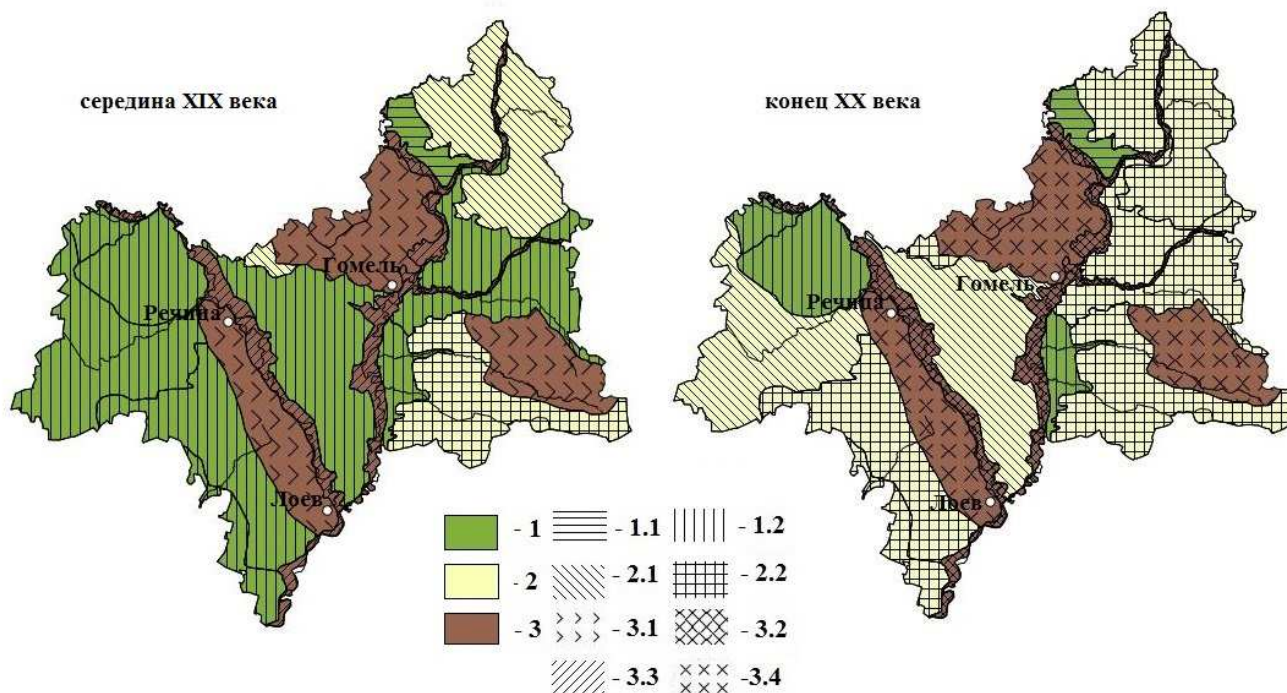 середина XIX века
конец XX века
Гомель
Речица
Лоев
Гомель
Речица
Лоев
- 1 - 1.1 - 1.2
- 2 - 2.1 - 2.2
- 3 - 3.1 - 3.2
- 3.3 -3.4